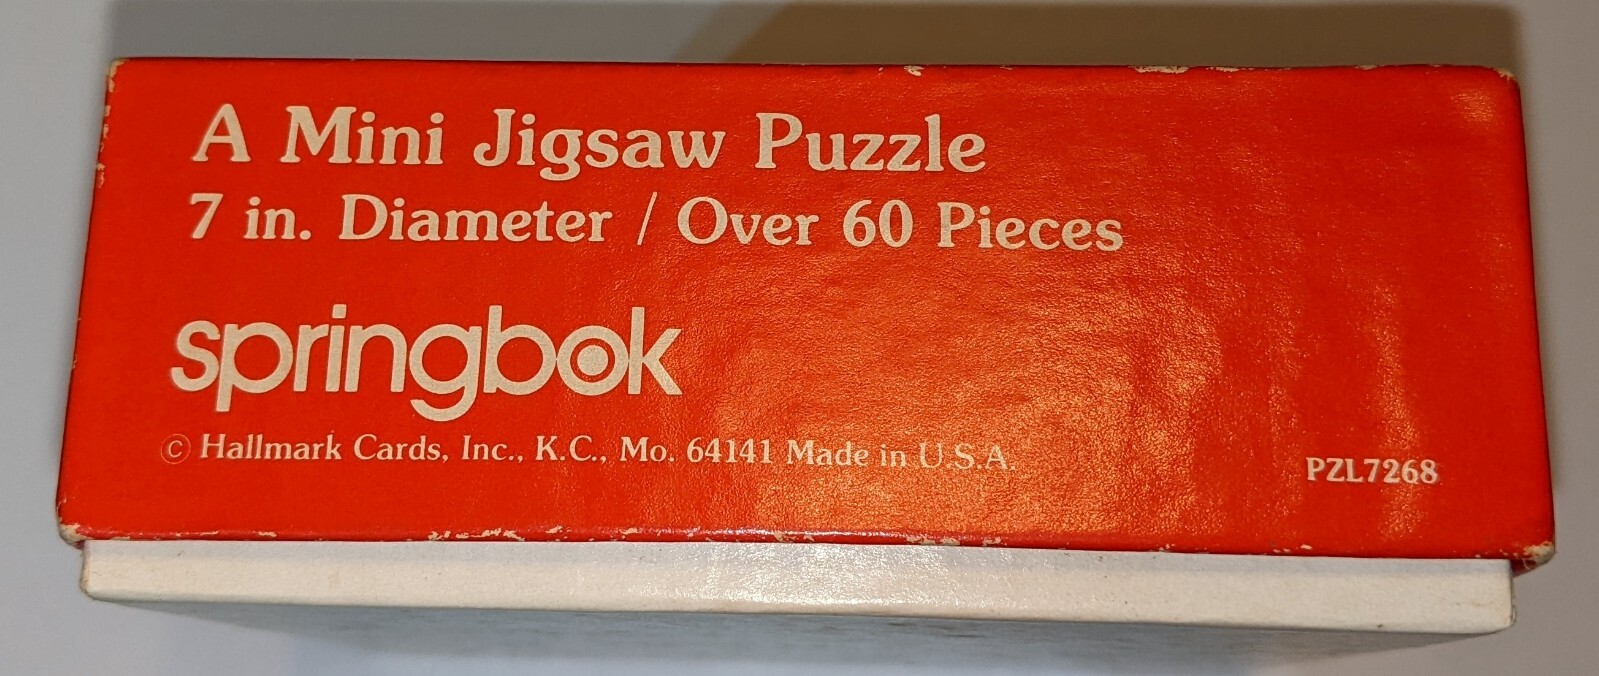 A Mini Jigsaw Puzzle
7 in. Diameter / Over 60 Pieces
springbok
© Hallmark Cards, Inc., K.C., Mo. 64141 Made in U.S.A.
PZL7268